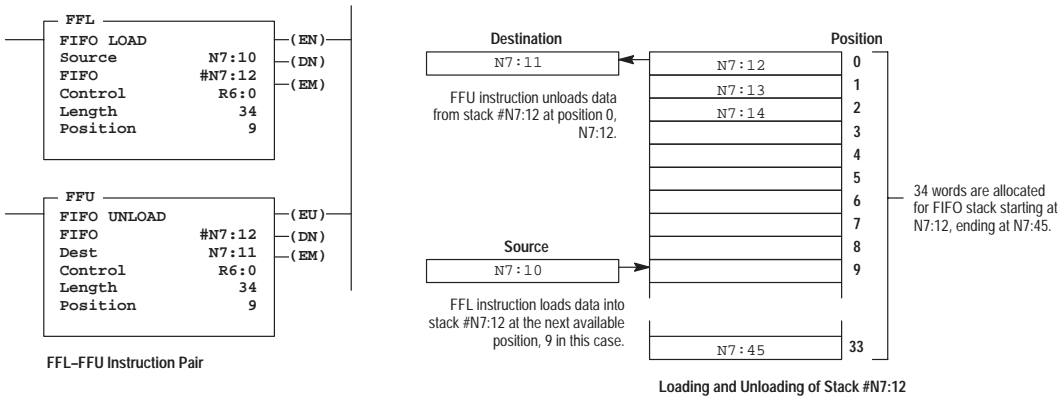 FFL
FIFO LOAD
Source N7:10
FIFO #N7:12
Control R6:0
Length 34
Position 9
(EN)
(DN)
(EM)
FFU
FIFO UNLOAD
FIFO #N7:12
Dest N7:11
Control R6:0
Length 34
Position 9
(EU)
(DN)
(EM)
FFL–FFU Instruction Pair
Destination
N7:11
FFU instruction unloads data
from stack #N7:12 at position 0,
N7:12.
Source
N7:10
FFL instruction loads data into
stack #N7:12 at the next available
position, 9 in this case.
Position
N7:12 0
N7:13 1
N7:14 2
3
4
5
6
7
8
9
N7:45 33
34 words are allocated
for FIFO stack starting at
N7:12, ending at N7:45.
Loading and Unloading of Stack #N7:12